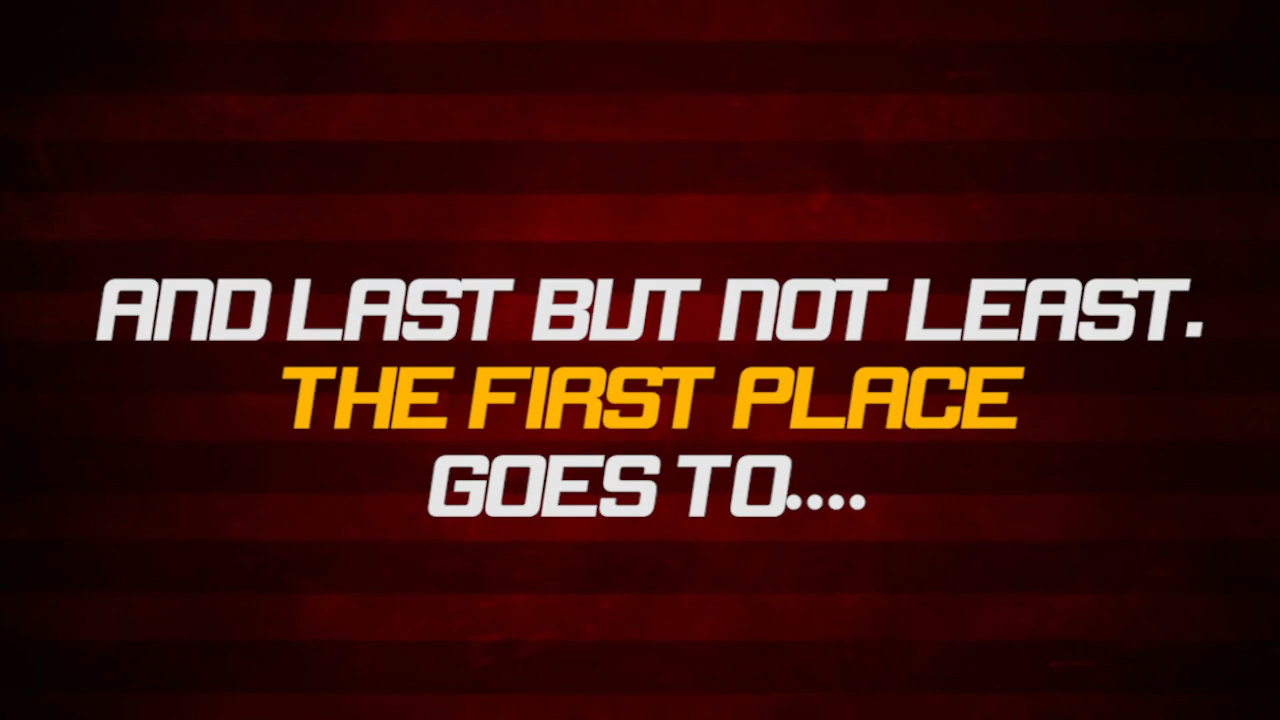 AND LAST BUT NOT LEAST.
THE FIRST PLACE
GOES TO....